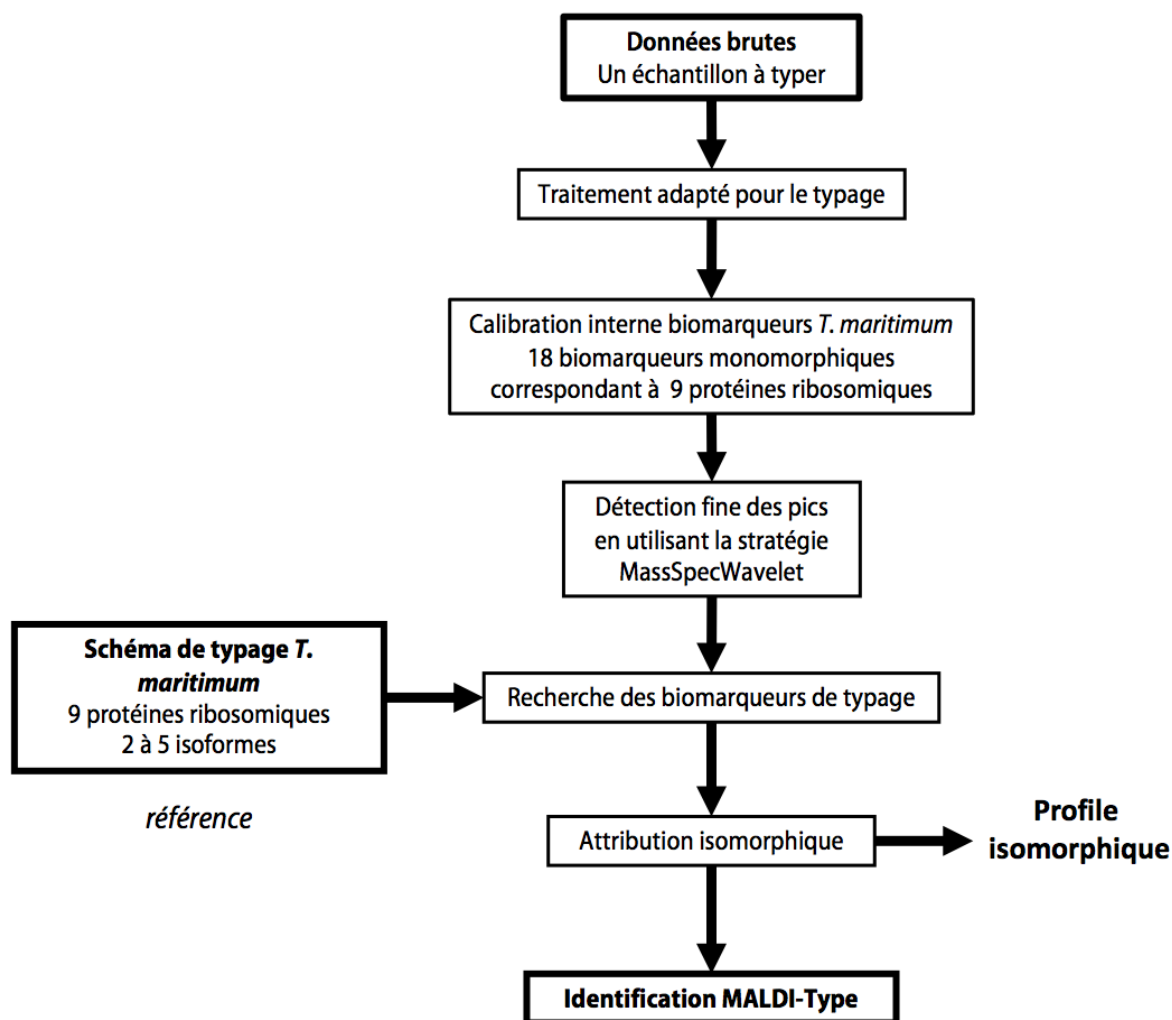 Données brutes
Un échantillon à typer
Traitement adapté pour le typage
Calibration interne biomarqueurs T. maritimum
18 biomarqueurs monomorphiques
correspondant à 9 protéines ribosomiques
Détection fine des pics
en utilisant la stratégie
MassSpecWavelet
Schéma de typage T.
maritimum
9 protéines ribosomiques
2 à 5 isoformes
référence
Recherche des biomarqueurs de typage
Attribution isomorphique
Profile
isomorphique
Identification MALDI-Type